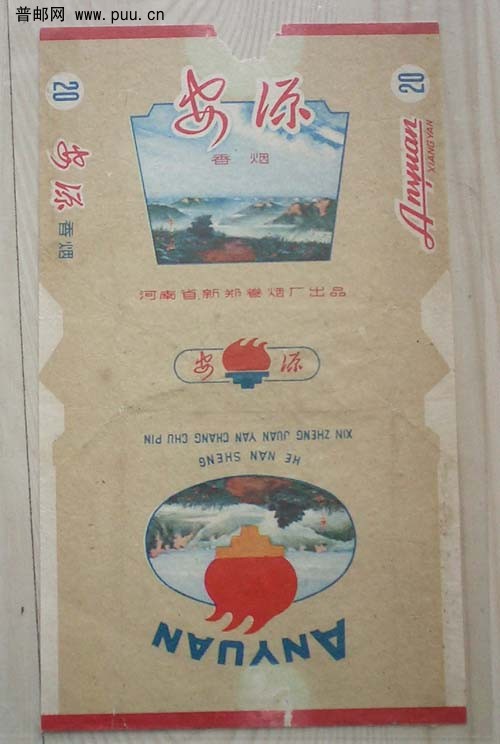 普邮网 www.puu.cn
20
安源 香烟
安源
香烟
河南省新郑卷烟厂出品
20
Anyuan
XIANGYAN
安 源
XIN ZHENG JUAN YAN CHANG CHU PIN
HE NAN SHENG
ANYUAN